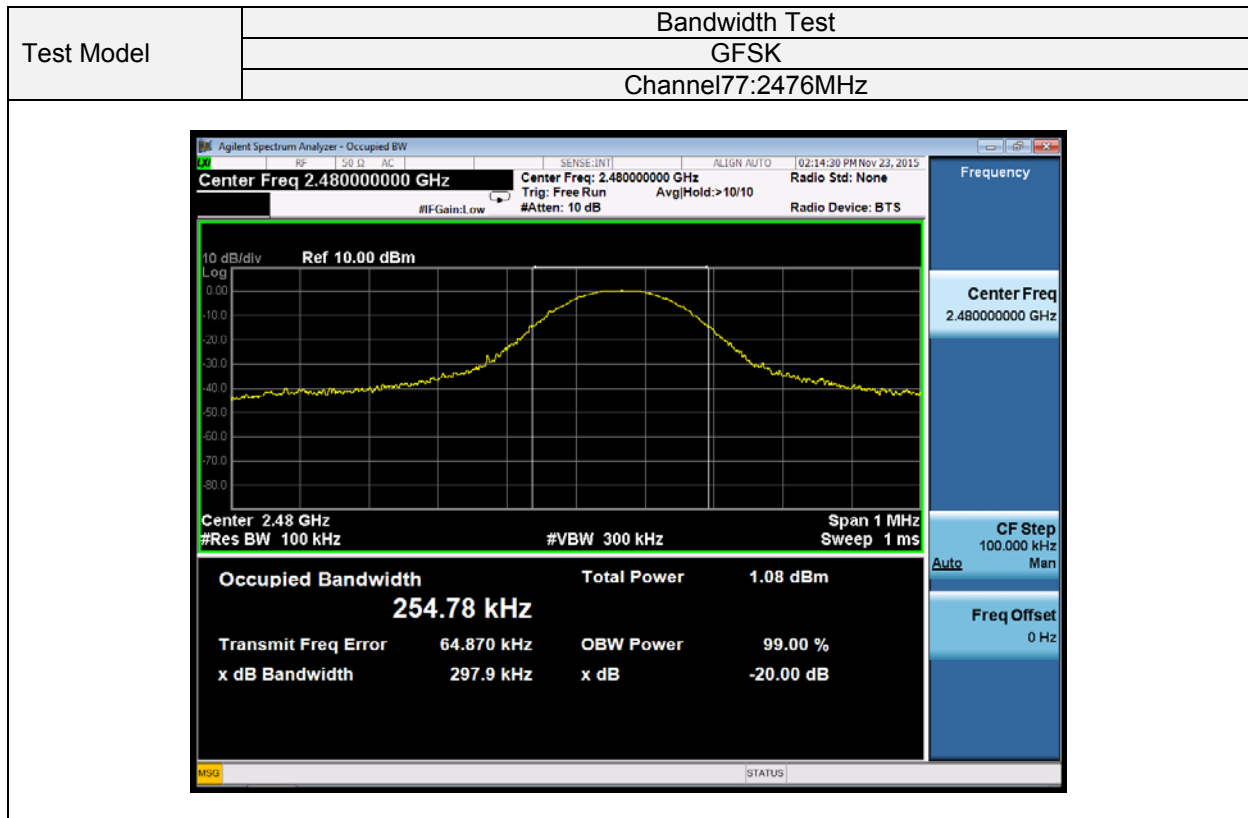 Test Model
Bandwidth Test
GFSK
Channel77:2476MHz
Agilent Spectrum Analyzer - Occupied BW
LXI RF 50 Ω AC SENSE:INT ALIGN AUTO 02:14:30 PM Nov 23, 2015
Center Freq 2.480000000 GHz
Center Freq: 2.480000000 GHz
Radio Std: None
Trig: Free Run Avg|Hold:>10/10
#IFGain:Low
#Atten: 10 dB
Radio Device: BTS
10 dB/div Ref 10.00 dBm
Log
0.00
-10.0
-20.0
-30.0
-40.0
-50.0
-60.0
-70.0
-80.0
Center 2.48 GHz
Span 1 MHz
#Res BW 100 kHz
#VBW 300 kHz
Sweep 1 ms
Occupied Bandwidth
Total Power 1.08 dBm
254.78 kHz
Transmit Freq Error 64.870 kHz
OBW Power 99.00 %
x dB Bandwidth 297.9 kHz
x dB -20.00 dB
Frequency
Center Freq
2.480000000 GHz
CF Step
100.000 kHz
Auto Man
Freq Offset
0 Hz
MSG
STATUS